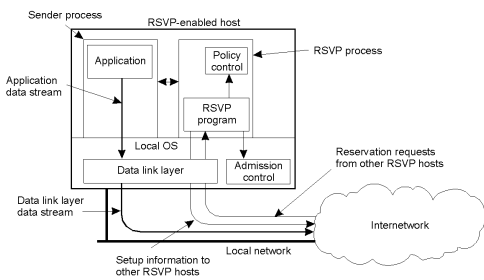 Sender process
RSVP-enabled host
Application
Policy
control
RSVP process
Application
data stream
RSVP
program
Local OS
Data link layer
Admission
control
Reservation requests
from other RSVP hosts
Data link layer
data stream
Internetwork
Setup information to
other RSVP hosts
Local network